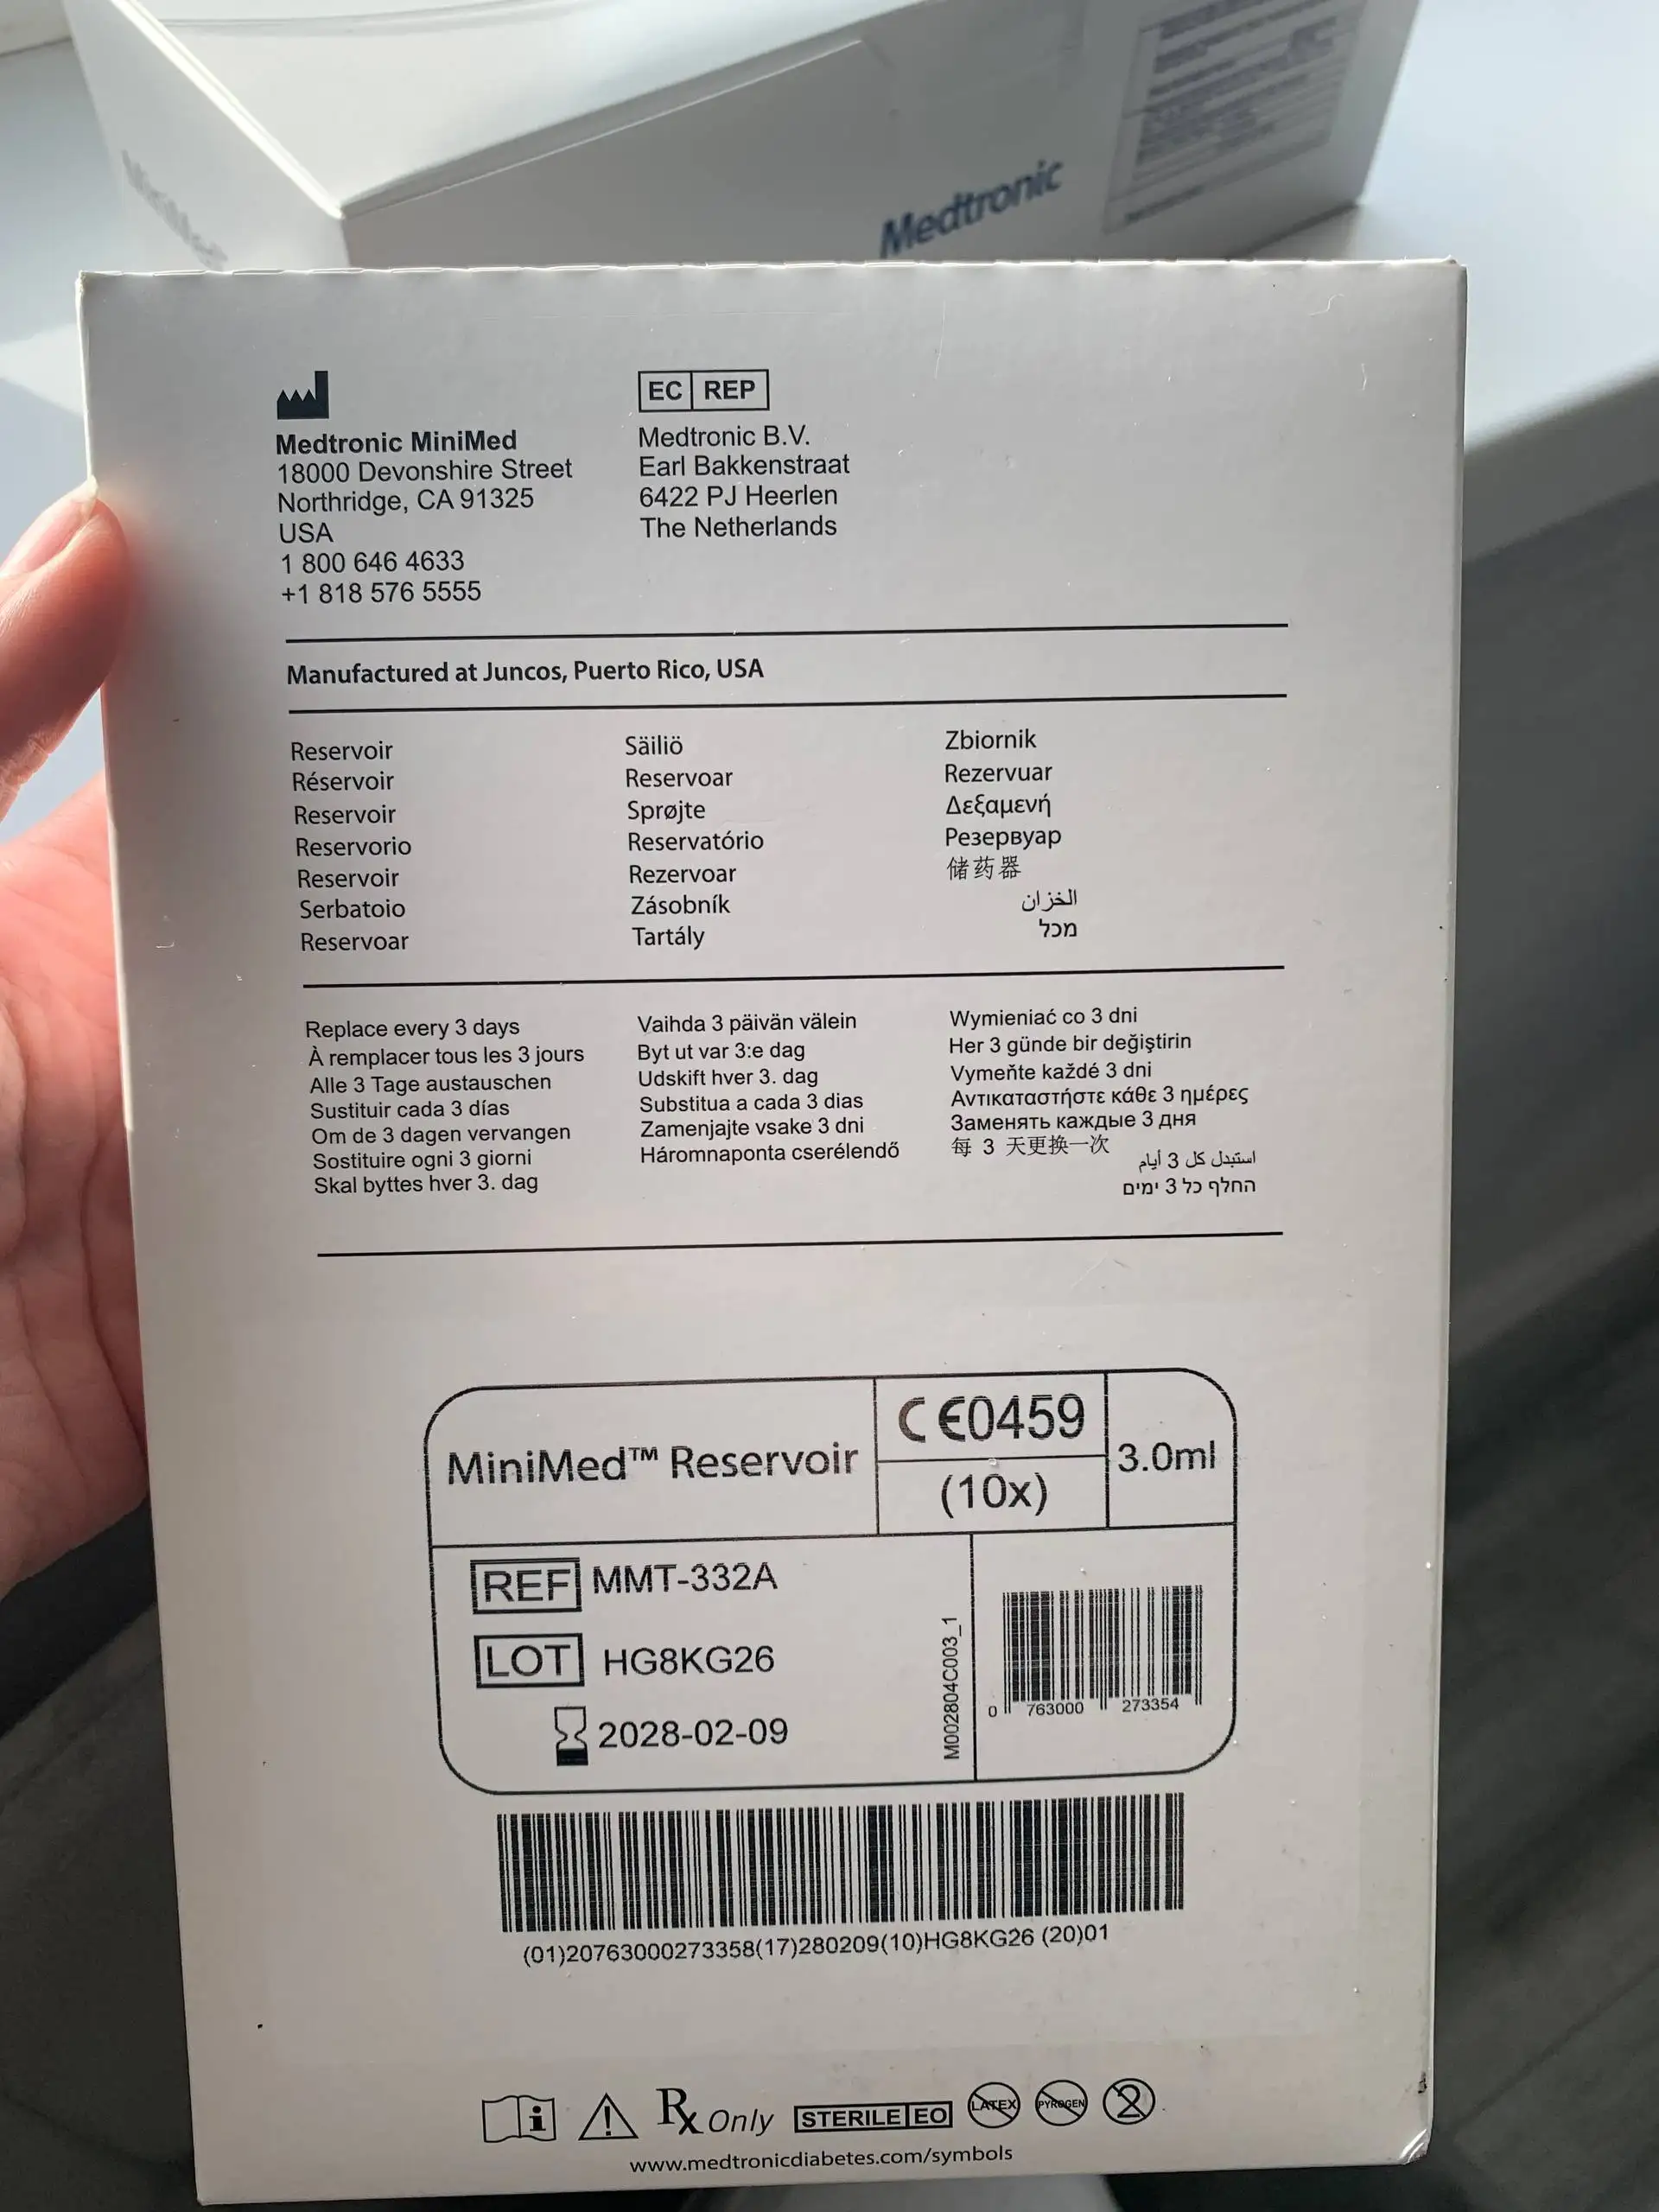 Medtronic
EC REP
Medtronic MiniMed
18000 Devonshire Street
Northridge, CA 91325
USA
1 800 646 4633
+1 818 576 5555
Medtronic B.V.
Earl Bakkenstraat
6422 PJ Heerlen
The Netherlands
Manufactured at Juncos, Puerto Rico, USA
Reservoir
Réservoir
Reservoir
Reservorio
Reservoir
Serbatoio
Reservoar
Säiliö
Reservoar
Sprøjte
Reservatório
Rezervoar
Zásobník
Tartály
Zbiornik
Rezervuar
Δεξαμενή
Резервуар
储药器
الخزان
מכל
Replace every 3 days
À remplacer tous les 3 jours
Alle 3 Tage austauschen
Sustituir cada 3 días
Om de 3 dagen vervangen
Sostituire ogni 3 giorni
Skal byttes hver 3. dag
Vaihda 3 päivän välein
Byt ut var 3:e dag
Udskift hver 3. dag
Substitua a cada 3 dias
Zamenjajte vsake 3 dni
Háromnaponta cserélendő
Wymieniać co 3 dni
Her 3 günde bir değiştirin
Vymeňte každé 3 dni
Αντικαταστήστε κάθε 3 ημέρες
Заменять каждые 3 дня
每 3 天更换一次
استبدل كل 3 أيام
החלף כל 3 ימים
MiniMed™ Reservoir
CE0459
(10x)
3.0ml
REF MMT-332A
LOT HG8KG26
2028-02-09
M002804C003_1
0 763000 273354
(01)20763000273358(17)280209(10)HG8KG26 (20)01
Rx Only
STERILE EO
LATEX
PYROGEN
2
www.medtronicdiabetes.com/symbols